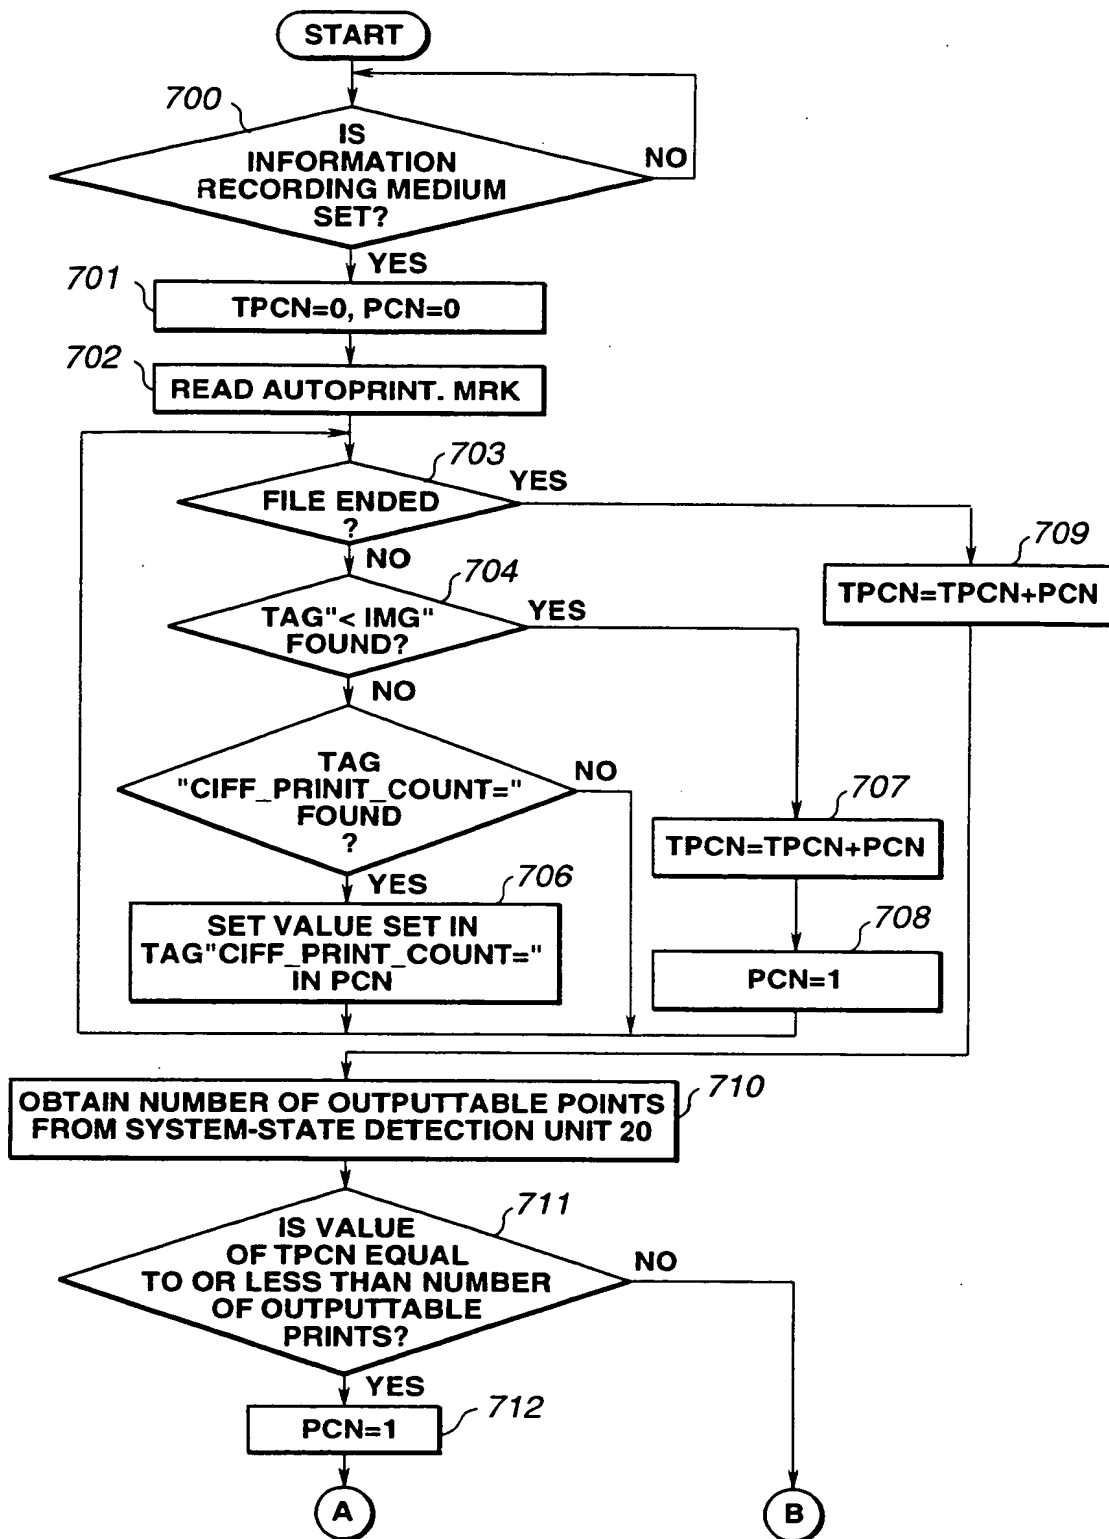 START
700
IS
INFORMATION
RECORDING MEDIUM
SET?
NO
YES
701
TPCN=0, PCN=0
702
READ AUTOPRINT. MRK
703
FILE ENDED
?
YES
NO
709
TPCN=TPCN+PCN
704
TAG"< IMG"
FOUND?
YES
NO
TAG
"CIFF_PRINIT_COUNT="
FOUND
?
NO
YES
707
TPCN=TPCN+PCN
706
SET VALUE SET IN
TAG"CIFF_PRINT_COUNT="
IN PCN
708
PCN=1
710
OBTAIN NUMBER OF OUTPUTTABLE POINTS
FROM SYSTEM-STATE DETECTION UNIT 20
711
IS VALUE
OF TPCN EQUAL
TO OR LESS THAN NUMBER
OF OUTPUTTABLE
PRINTS?
NO
YES
712
PCN=1
A
B